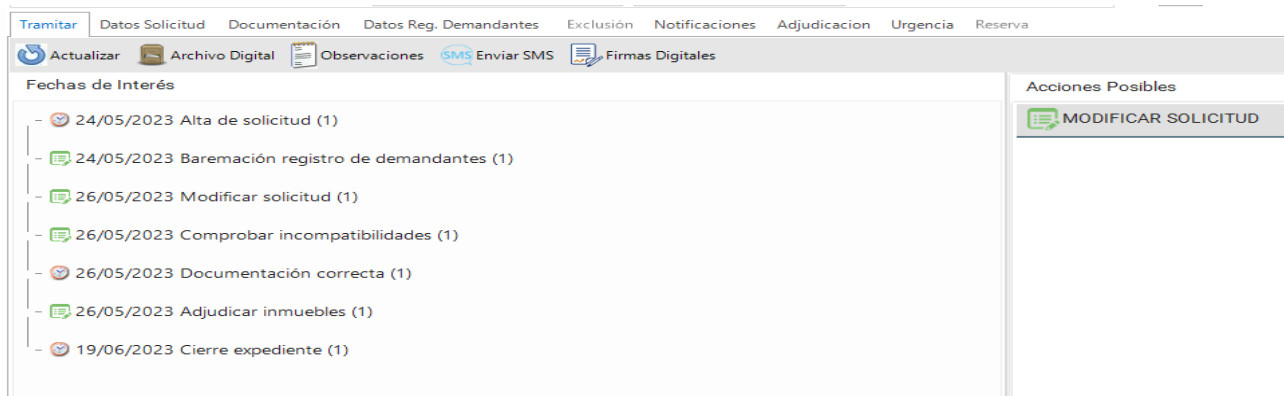 Tramitar Datos Solicitud Documentación Datos Reg. Demandantes Exclusión Notificaciones Adjudicacion Urgencia Reserva
Actualizar Archivo Digital Observaciones SMS Enviar SMS Firmas Digitales
Fechas de Interés
24/05/2023 Alta de solicitud (1)
24/05/2023 Baremación registro de demandantes (1)
26/05/2023 Modificar solicitud (1)
26/05/2023 Comprobar incompatibilidades (1)
26/05/2023 Documentación correcta (1)
26/05/2023 Adjudicar inmuebles (1)
19/06/2023 Cierre expediente (1)
Acciones Posibles
MODIFICAR SOLICITUD